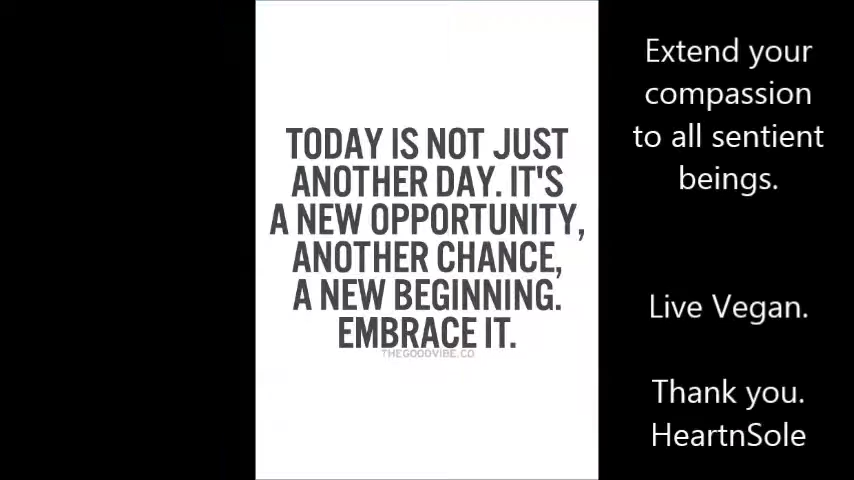 TODAY IS NOT JUST
ANOTHER DAY. IT'S
A NEW OPPORTUNITY,
ANOTHER CHANCE,
A NEW BEGINNING.
EMBRACE IT.
THEGOODVIBE.CO
Extend your
compassion
to all sentient
beings.
Live Vegan.
Thank you.
HeartnSole